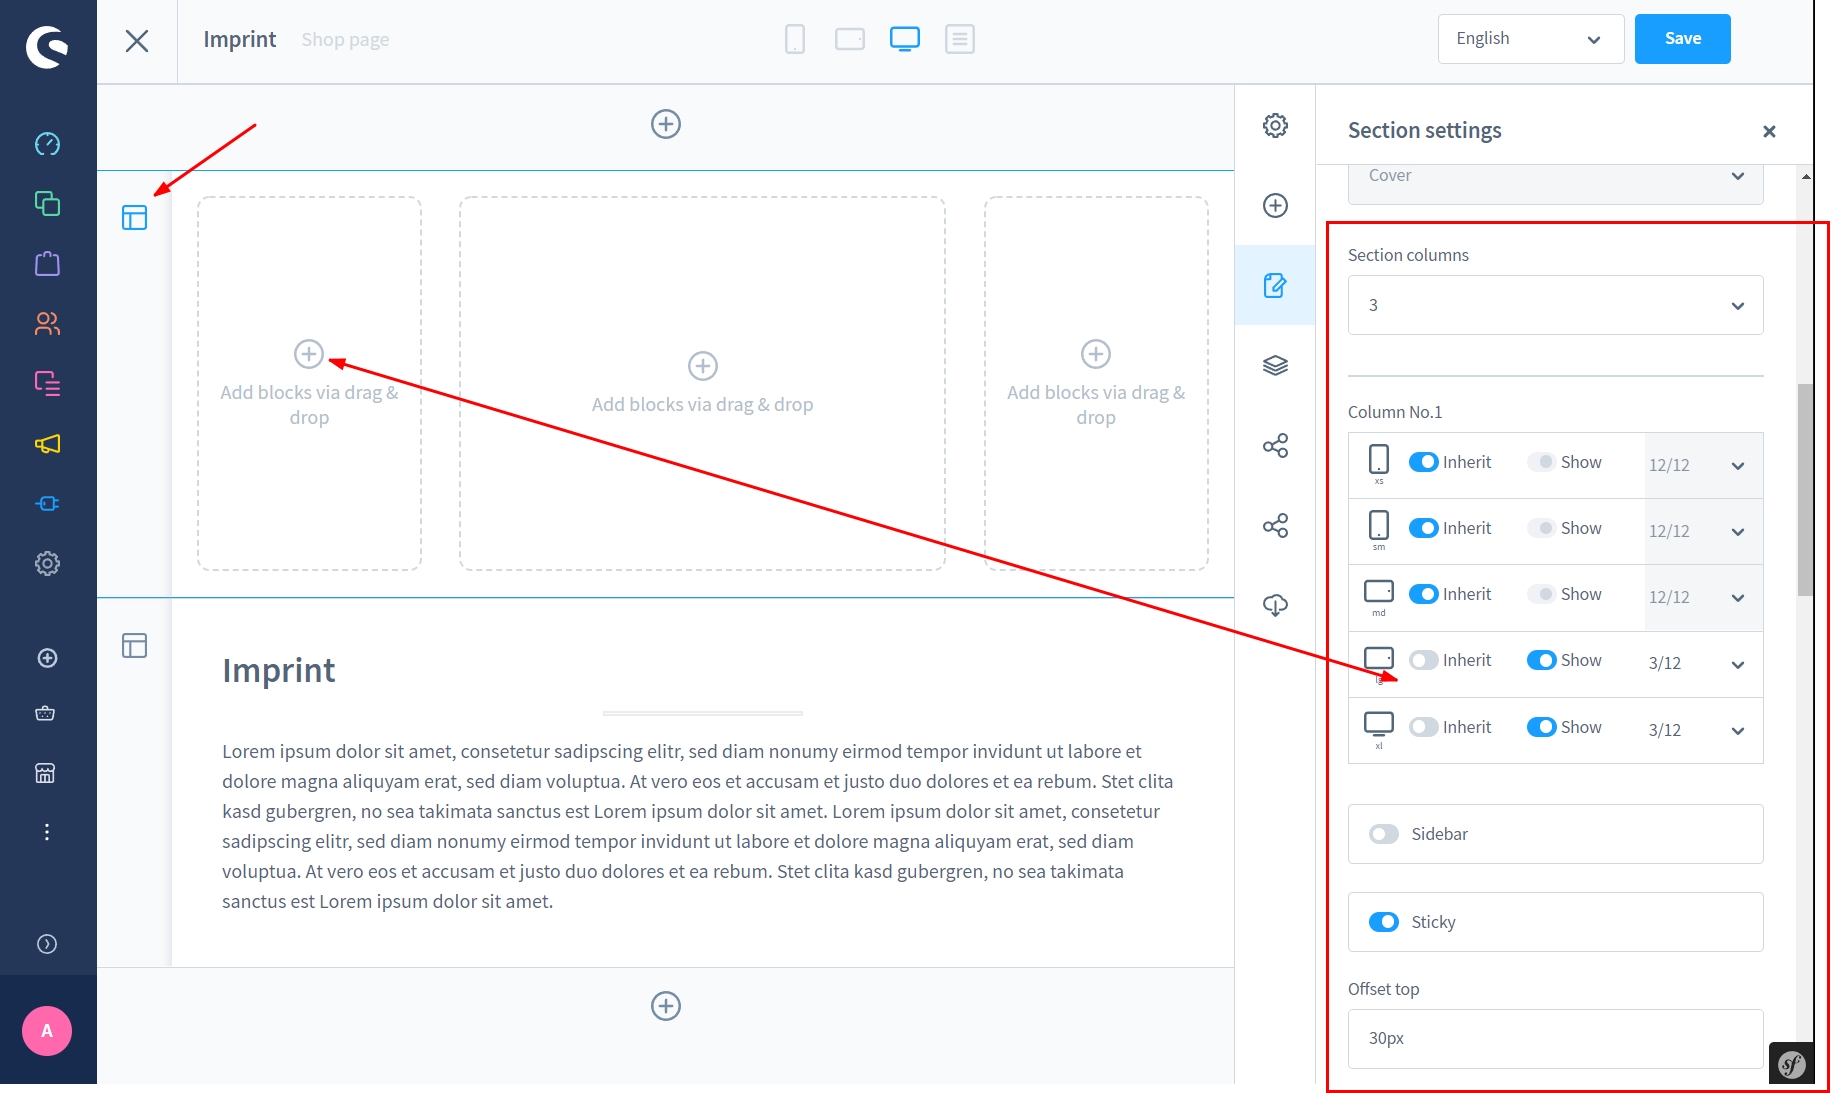 Imprint Shop page
English
Save
Section settings
Cover
Section columns
3
Add blocks via drag &
drop
Add blocks via drag & drop
Add blocks via drag &
drop
Column No.1
xs Inherit Show 12/12
sm Inherit Show 12/12
md Inherit Show 12/12
lg Inherit Show 3/12
xl Inherit Show 3/12
Imprint
Lorem ipsum dolor sit amet, consetetur sadipscing elitr, sed diam nonumy eirmod tempor invidunt ut labore et
dolore magna aliquyam erat, sed diam voluptua. At vero eos et accusam et justo duo dolores et ea rebum. Stet clita
kasd gubergren, no sea takimata sanctus est Lorem ipsum dolor sit amet. Lorem ipsum dolor sit amet, consetetur
sadipscing elitr, sed diam nonumy eirmod tempor invidunt ut labore et dolore magna aliquyam erat, sed diam
voluptua. At vero eos et accusam et justo duo dolores et ea rebum. Stet clita kasd gubergren, no sea takimata
sanctus est Lorem ipsum dolor sit amet.
Sidebar
Sticky
Offset top
30px
A
sf